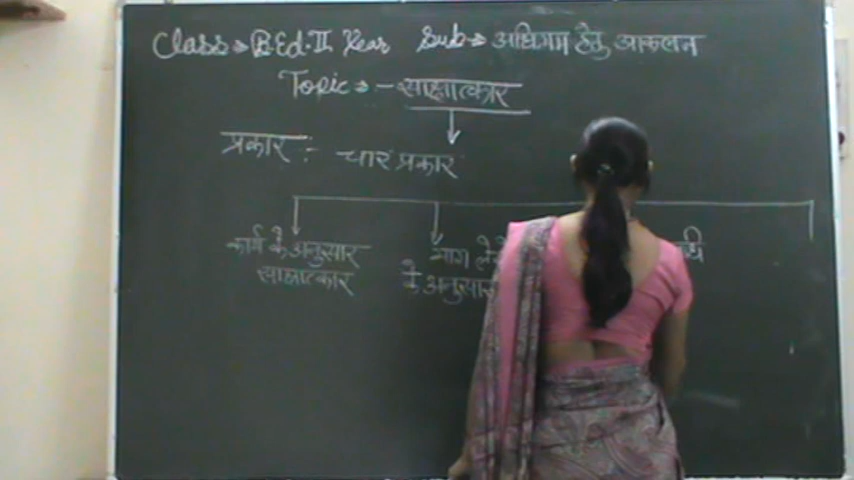 Class → B.Ed. II Year Sub → अधिगम हेतु आकलन
Topic → - साक्षात्कार
प्रकार :- चार प्रकार
कार्य के अनुसार
साक्षात्कार
भाग लेने
के अनुसार